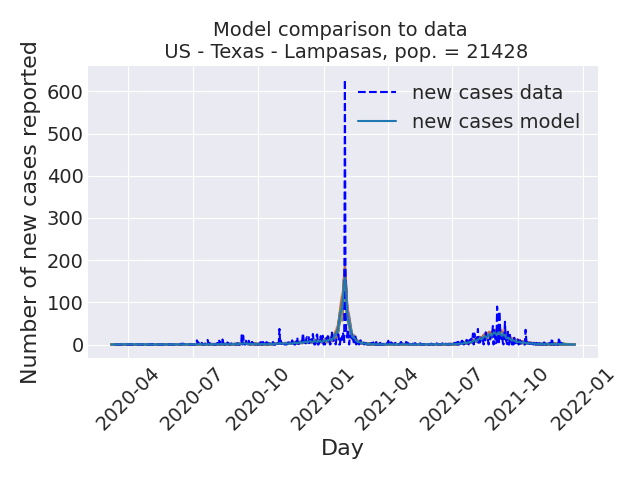 Model comparison to data
US - Texas - Lampasas, pop. = 21428
Number of new cases reported
600
500
400
300
200
100
0
new cases data
new cases model
2020-04
2020-07
2020-10
2021-01
2021-04
2021-07
2021-10
2022-01
Day